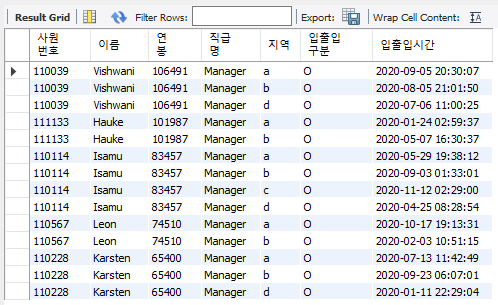 Result Grid Filter Rows: Export: Wrap Cell Content:
사원
번호 이름 연
봉 직급
명 지역 입출입
구분 입출입시간
110039 Vishwani 106491 Manager a O 2020-09-05 20:30:07
110039 Vishwani 106491 Manager b O 2020-08-05 21:01:50
110039 Vishwani 106491 Manager d O 2020-07-06 11:00:25
111133 Hauke 101987 Manager a O 2020-01-24 02:59:37
111133 Hauke 101987 Manager b O 2020-05-07 16:30:37
110114 Isamu 83457 Manager a O 2020-05-29 19:38:12
110114 Isamu 83457 Manager b O 2020-09-03 01:33:01
110114 Isamu 83457 Manager c O 2020-11-12 02:29:00
110114 Isamu 83457 Manager d O 2020-04-25 08:28:54
110567 Leon 74510 Manager a O 2020-10-17 19:13:31
110567 Leon 74510 Manager b O 2020-02-03 10:51:15
110228 Karsten 65400 Manager a O 2020-07-13 11:42:49
110228 Karsten 65400 Manager b O 2020-09-23 06:07:01
110228 Karsten 65400 Manager d O 2020-01-11 22:29:04